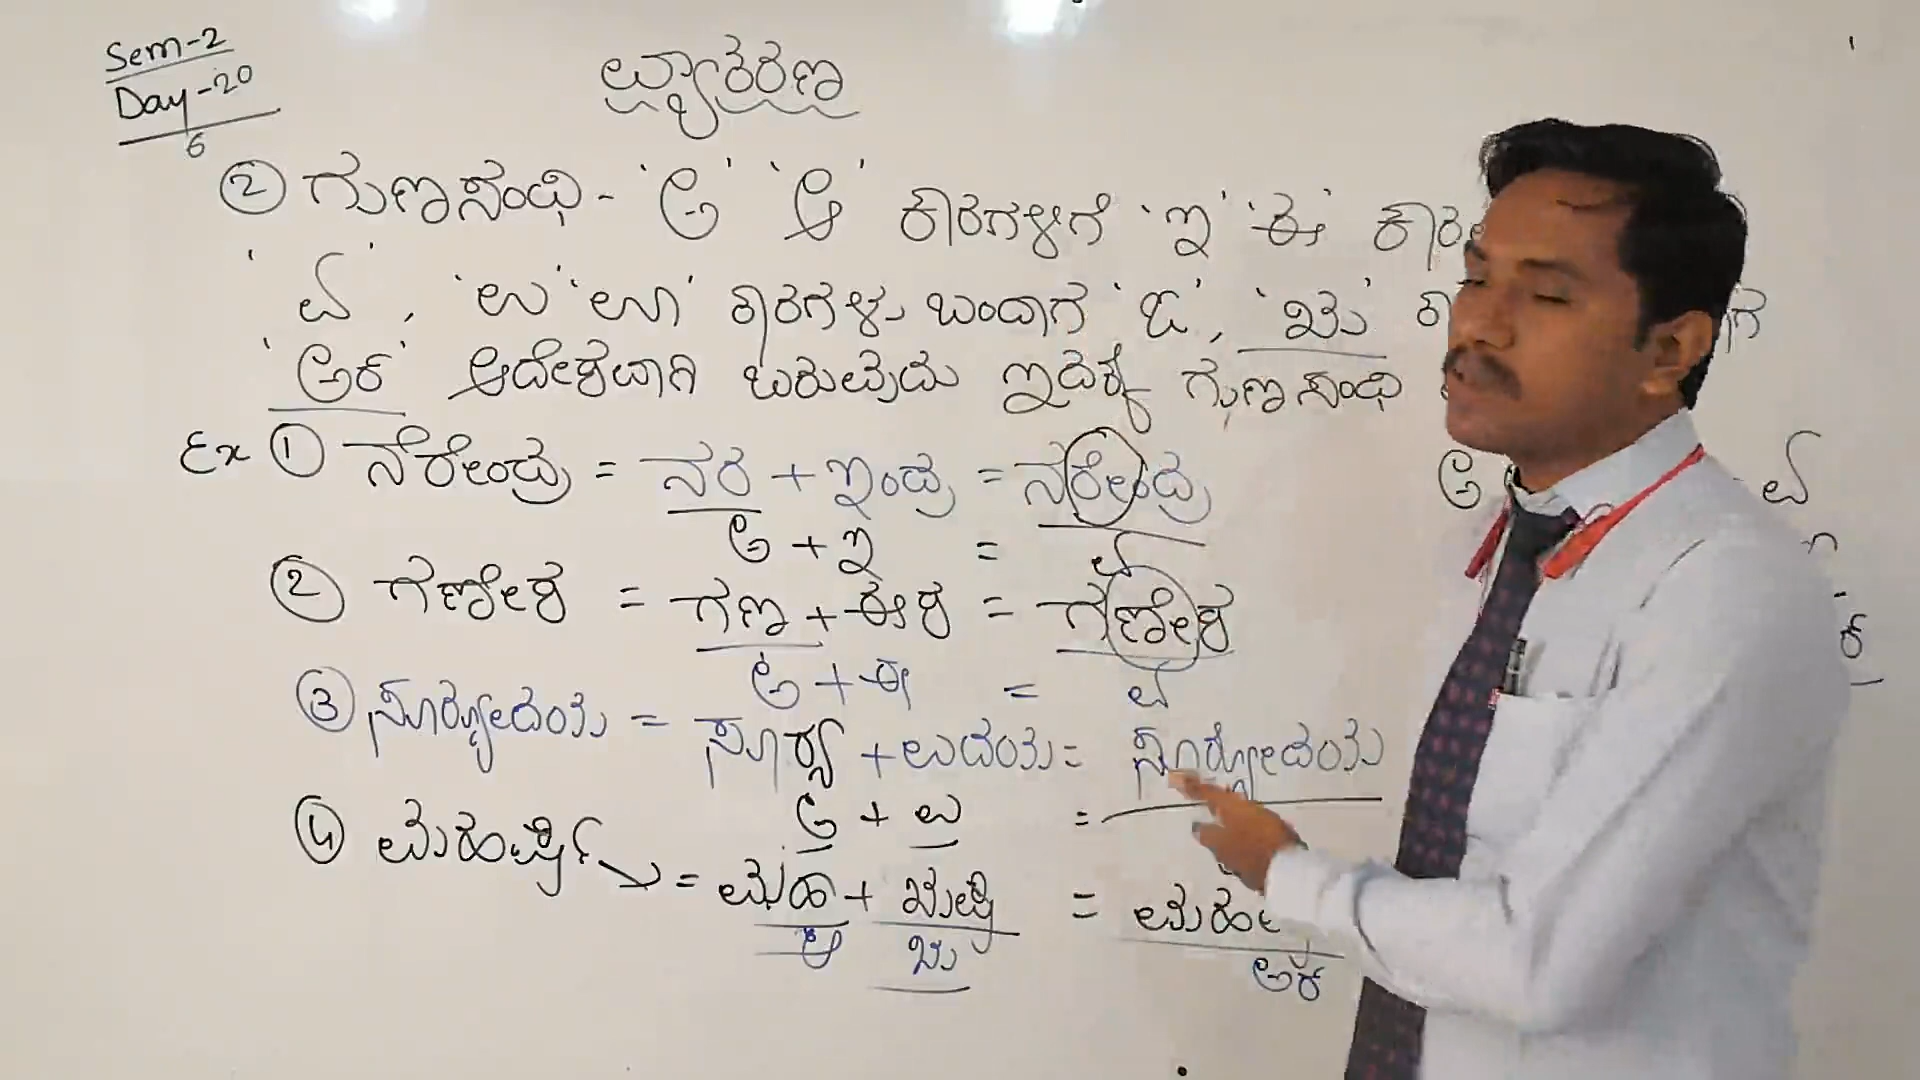 Sem-2
Day-20
6
ವ್ಯಾಕರಣ
② ಗುಣಸಂಧಿ - 'ಅ' 'ಆ' ಕಾರಗಳಿಗೆ 'ಇ' 'ಈ'
'ಏ', 'ಉ' 'ಊ' ಕಾರಗಳು ಬಂದಾಗ 'ಓ', 'ಋ'
'ಅರ' ಆದೇಶವಾಗಿ ಬರುವುದು ಇದಕ್ಕೆ ಗುಣಸಂಧಿ
Ex ① ನರೇಂದ್ರ = ನರ + ಇಂದ್ರ = ನರೇಂದ್ರ
ಅ + ಇ = ಏ
② ಗಣೇಶ = ಗಣ + ಈಶ = ಗಣೇಶ
ಅ + ಈ = ಏ
③ ಸೂರ್ಯೋದಯ = ಸೂರ್ಯ + ಉದಯ = ಸೂರ್ಯೋದಯ
ಅ + ಉ =
④ ಮಹರ್ಷಿ = ಮಹಾ + ಋಷಿ =
ಆ ಋ ಅರ್
ಅ ಏ